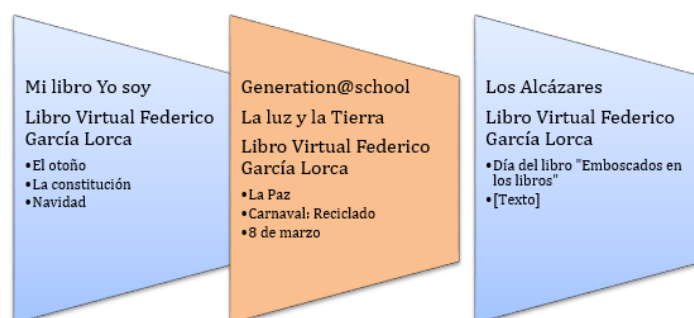 Mi libro Yo soy
Libro Virtual Federico
García Lorca
•El otoño
•La constitución
•Navidad
Generation@school
La luz y la Tierra
Libro Virtual Federico
García Lorca
•La Paz
•Carnaval: Reciclado
•8 de marzo
Los Alcázares
Libro Virtual Federico
García Lorca
•Día del libro "Emboscados en
los libros"
•[Texto]